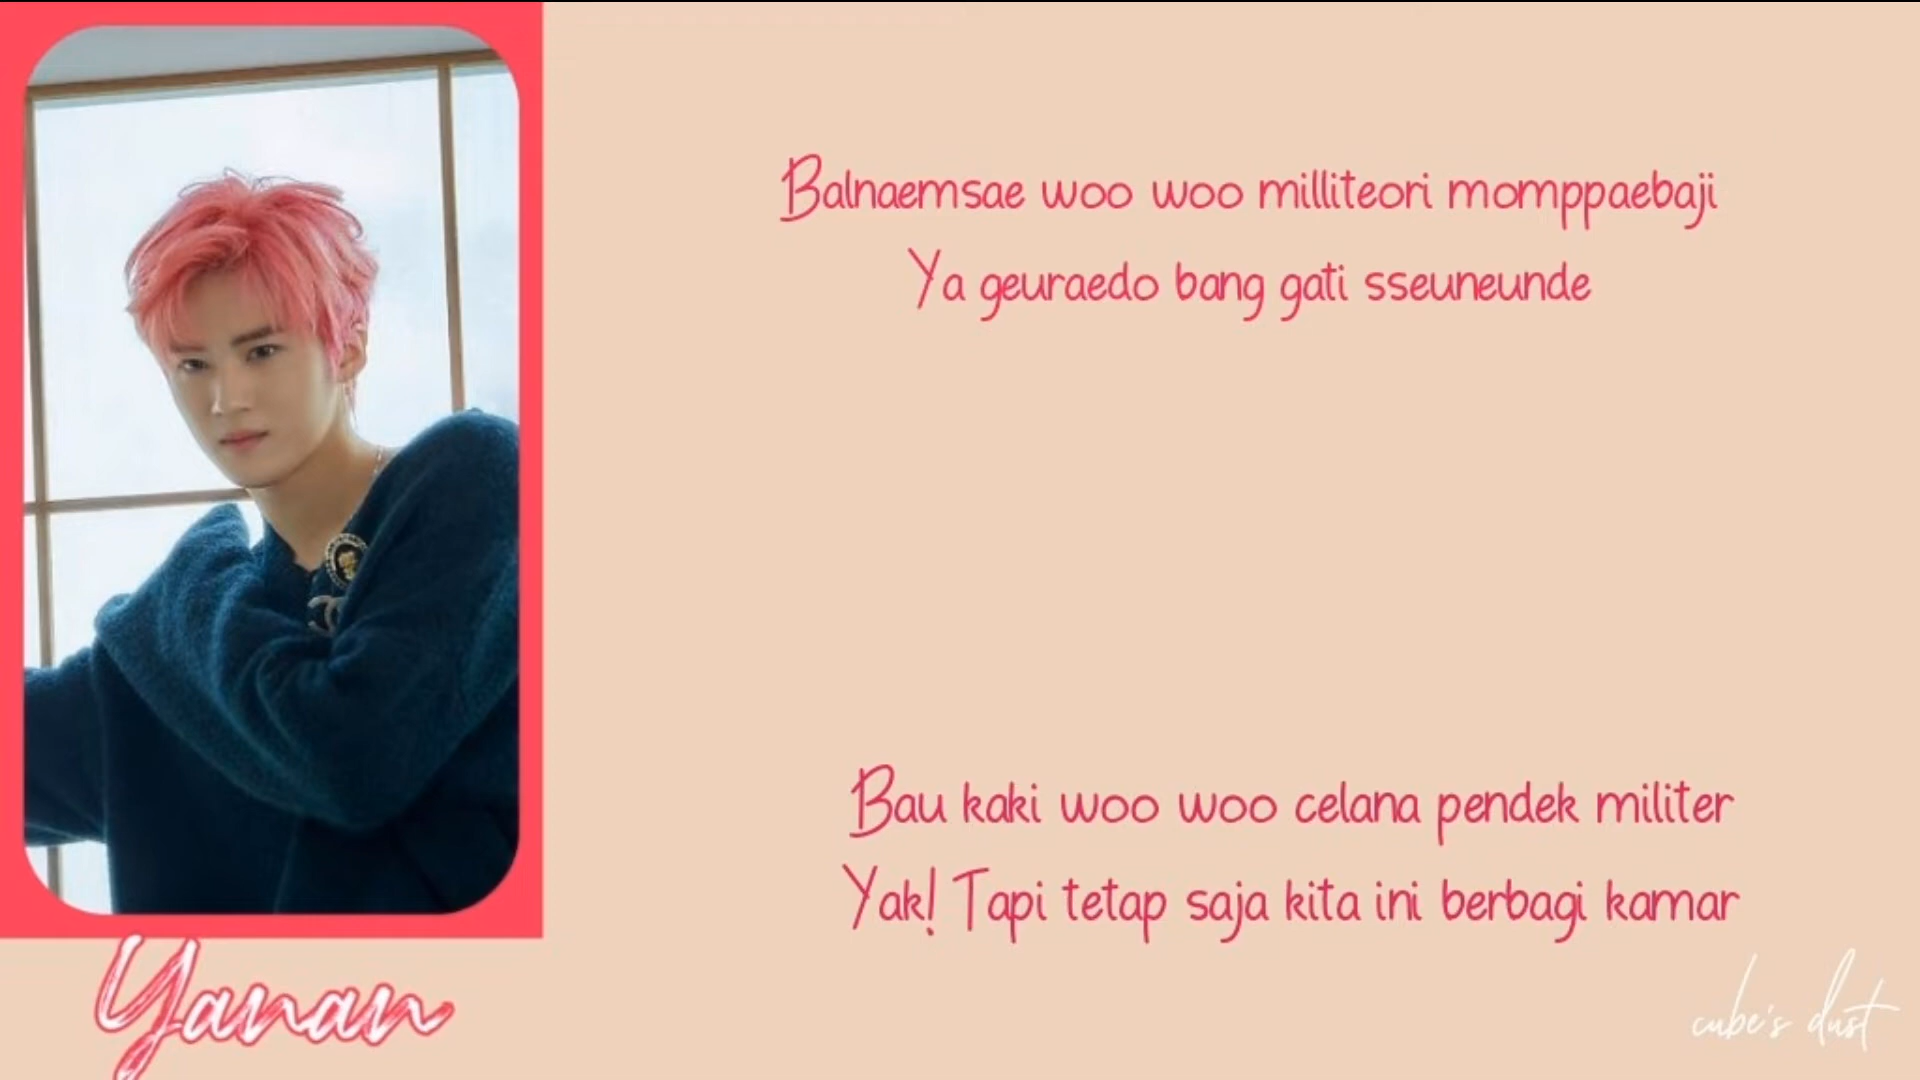 Balnaemsae woo woo milliteori momppaebaji
Ya geuraedo bang gati sseuneunde
Bau kaki woo woo celana pendek militer
Yak! Tapi tetap saja kita ini berbagi kamar
Yanan
cube's dust